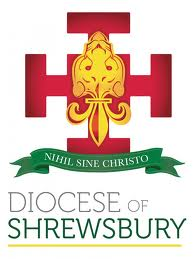 NIHIL SINE CHRISTO
DIOCESE OF
SHREWSBURY